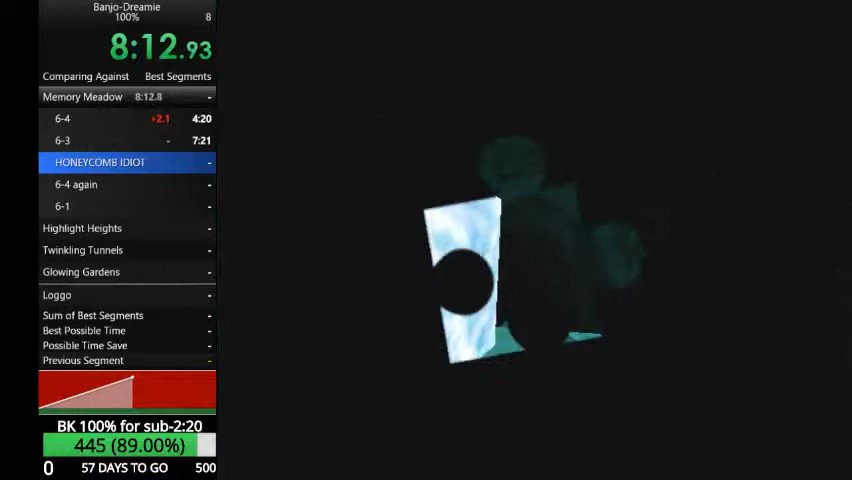 Banjo-Dreamie
100% 8
8:12.93
Comparing Against Best Segments
Memory Meadow 8:12.8 -
6-4 +2.1 4:20
6-3 - 7:21
HONEYCOMB IDIOT -
6-4 again -
6-1 -
Highlight Heights -
Twinkling Tunnels -
Glowing Gardens -
Loggo -
Sum of Best Segments -
Best Possible Time -
Possible Time Save -
Previous Segment -
BK 100% for sub-2:20
445 (89.00%)
0 57 DAYS TO GO 500